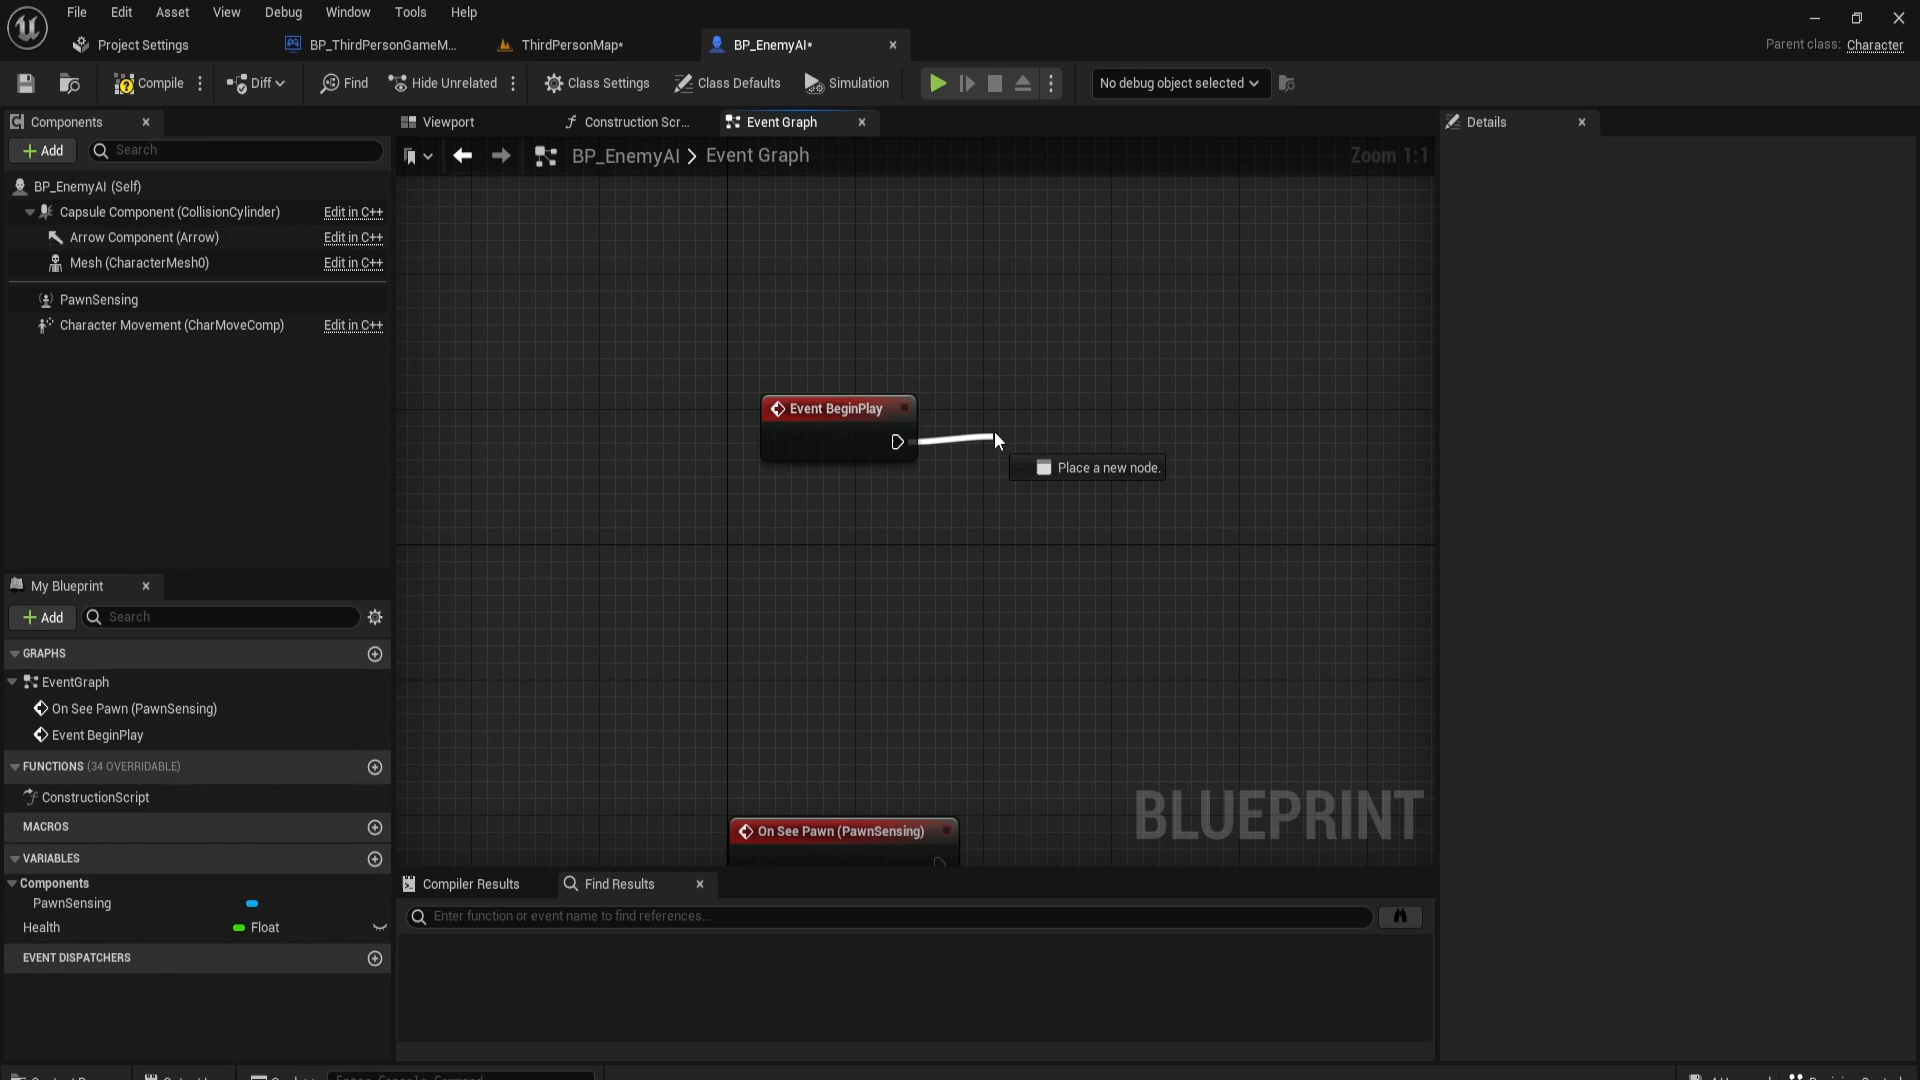 File Edit Asset View Debug Window Tools Help
Project Settings BP_ThirdPersonGameM... ThirdPersonMap* BP_EnemyAI* Parent class: Character
Compile Diff Find Hide Unrelated Class Settings Class Defaults Simulation No debug object selected
Components Viewport Construction Scr... Event Graph Details
Add Search
BP_EnemyAI > Event Graph Zoom 1:1
BP_EnemyAI (Self)
Capsule Component (CollisionCylinder) Edit in C++
Arrow Component (Arrow) Edit in C++
Mesh (CharacterMesh0) Edit in C++
PawnSensing
Character Movement (CharMoveComp) Edit in C++
Event BeginPlay
Place a new node.
My Blueprint
Add Search
GRAPHS
EventGraph
On See Pawn (PawnSensing)
Event BeginPlay
FUNCTIONS (34 OVERRIDABLE)
ConstructionScript
MACROS
VARIABLES
Components
PawnSensing
Health Float
EVENT DISPATCHERS
BLUEPRINT
On See Pawn (PawnSensing)
Compiler Results Find Results
Enter function or event name to find references...
Enter Console Command